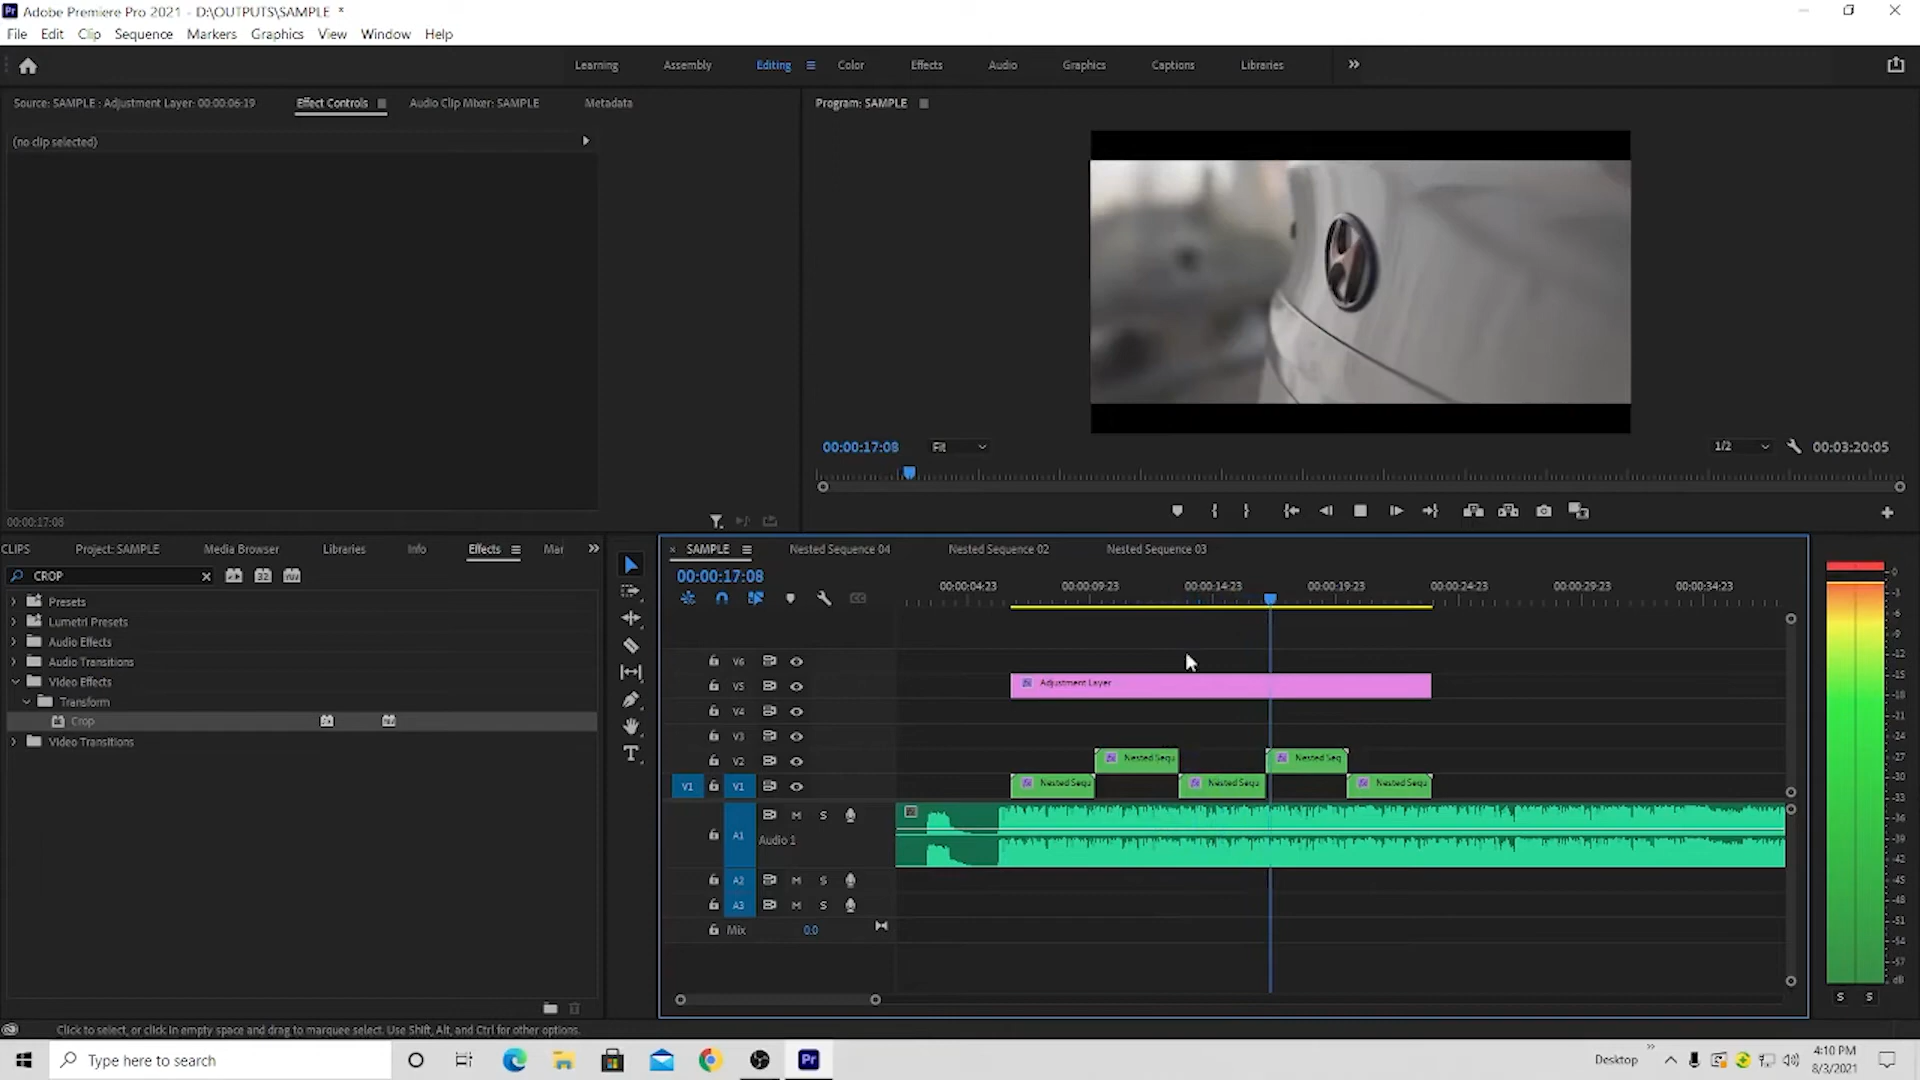 Adobe Premiere Pro 2021 - D:\OUTPUTS\SAMPLE *
File Edit Clip Sequence Markers Graphics View Window Help
Learning Assembly Editing Color Effects Audio Graphics Captions Libraries
Source: SAMPLE : Adjustment Layer: 00:00:06:19 Effect Controls Audio Clip Mixer: SAMPLE Metadata
Program: SAMPLE
(no clip selected)
00:00:17:08 Fit 1/2 00:03:20:05
00:00:17:08
CLIPS Project: SAMPLE Media Browser Libraries Info Effects Mar
CROP
32
Presets
Lumetri Presets
Audio Effects
Audio Transitions
Video Effects
Transform
Crop
Video Transitions
SAMPLE Nested Sequence 04 Nested Sequence 02 Nested Sequence 03
00:00:17:08
00:00:04:23 00:00:09:23 00:00:14:23 00:00:19:23 00:00:24:23 00:00:29:23 00:00:34:23
V6
V5 Adjustment Layer
V4
V3
V2 Nested Sequ Nested Seq
V1 V1 Nested Sequ Nested Sequ Nested Sequ
A1 M S
Audio 1
A2 M S
A3 M S
Mix 0.0
0
-3
-6
-9
-12
-15
-18
-21
-24
-27
-30
-33
-36
-39
-42
-45
-48
-51
-54
-57
dB
S S
Click to select, or click in empty space and drag to marquee select. Use Shift, Alt, and Ctrl for other options.
Type here to search
Pr
Desktop
4:10 PM
8/3/2021